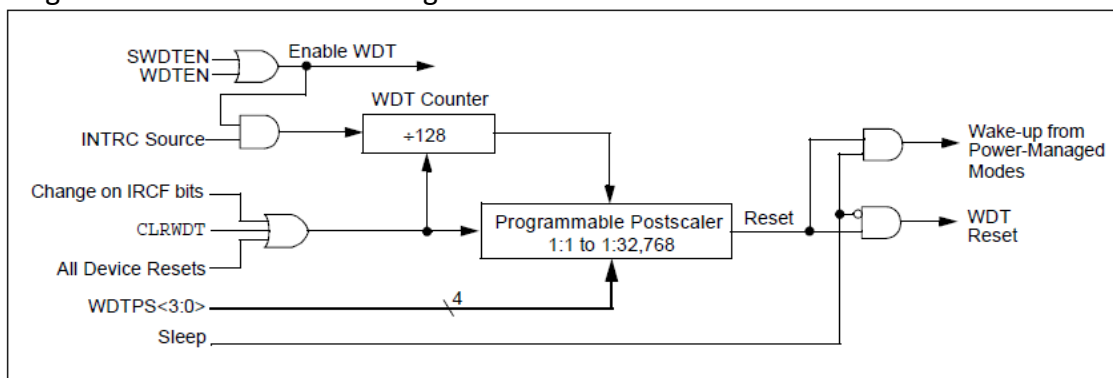 SWDTEN
WDTEN
Enable WDT
WDT Counter
÷128
INTRC Source
Wake-up from
Power-Managed
Modes
Change on IRCF bits
CLRWDT
All Device Resets
Programmable Postscaler
1:1 to 1:32,768
Reset
WDT
Reset
WDTPS<3:0>
4
Sleep